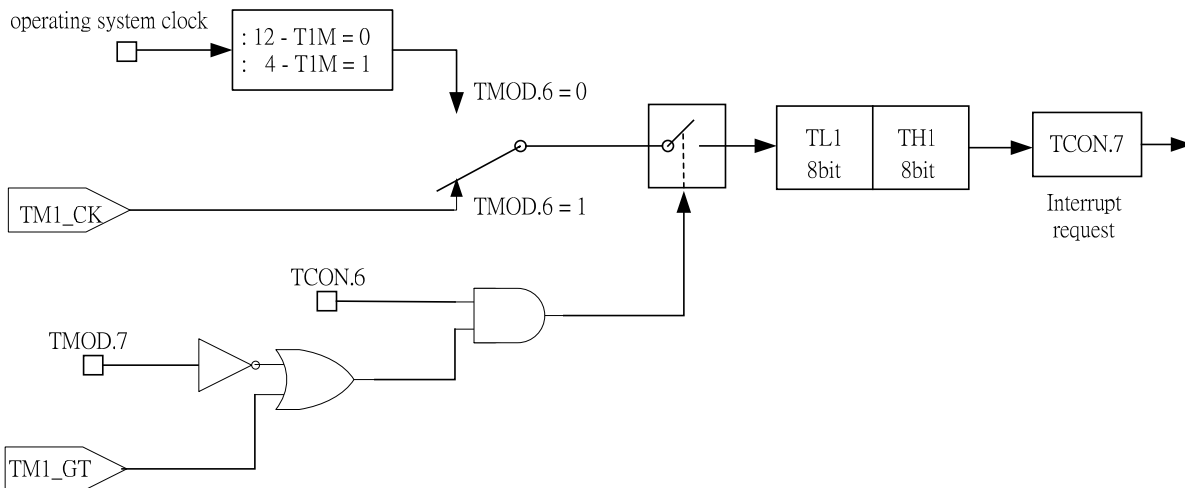 operating system clock
: 12 - T1M = 0
: 4 - T1M = 1
TMOD.6 = 0
TL1
8bit
TH1
8bit
TCON.7
TM1_CK
TMOD.6 = 1
Interrupt
request
TCON.6
TMOD.7
TM1_GT